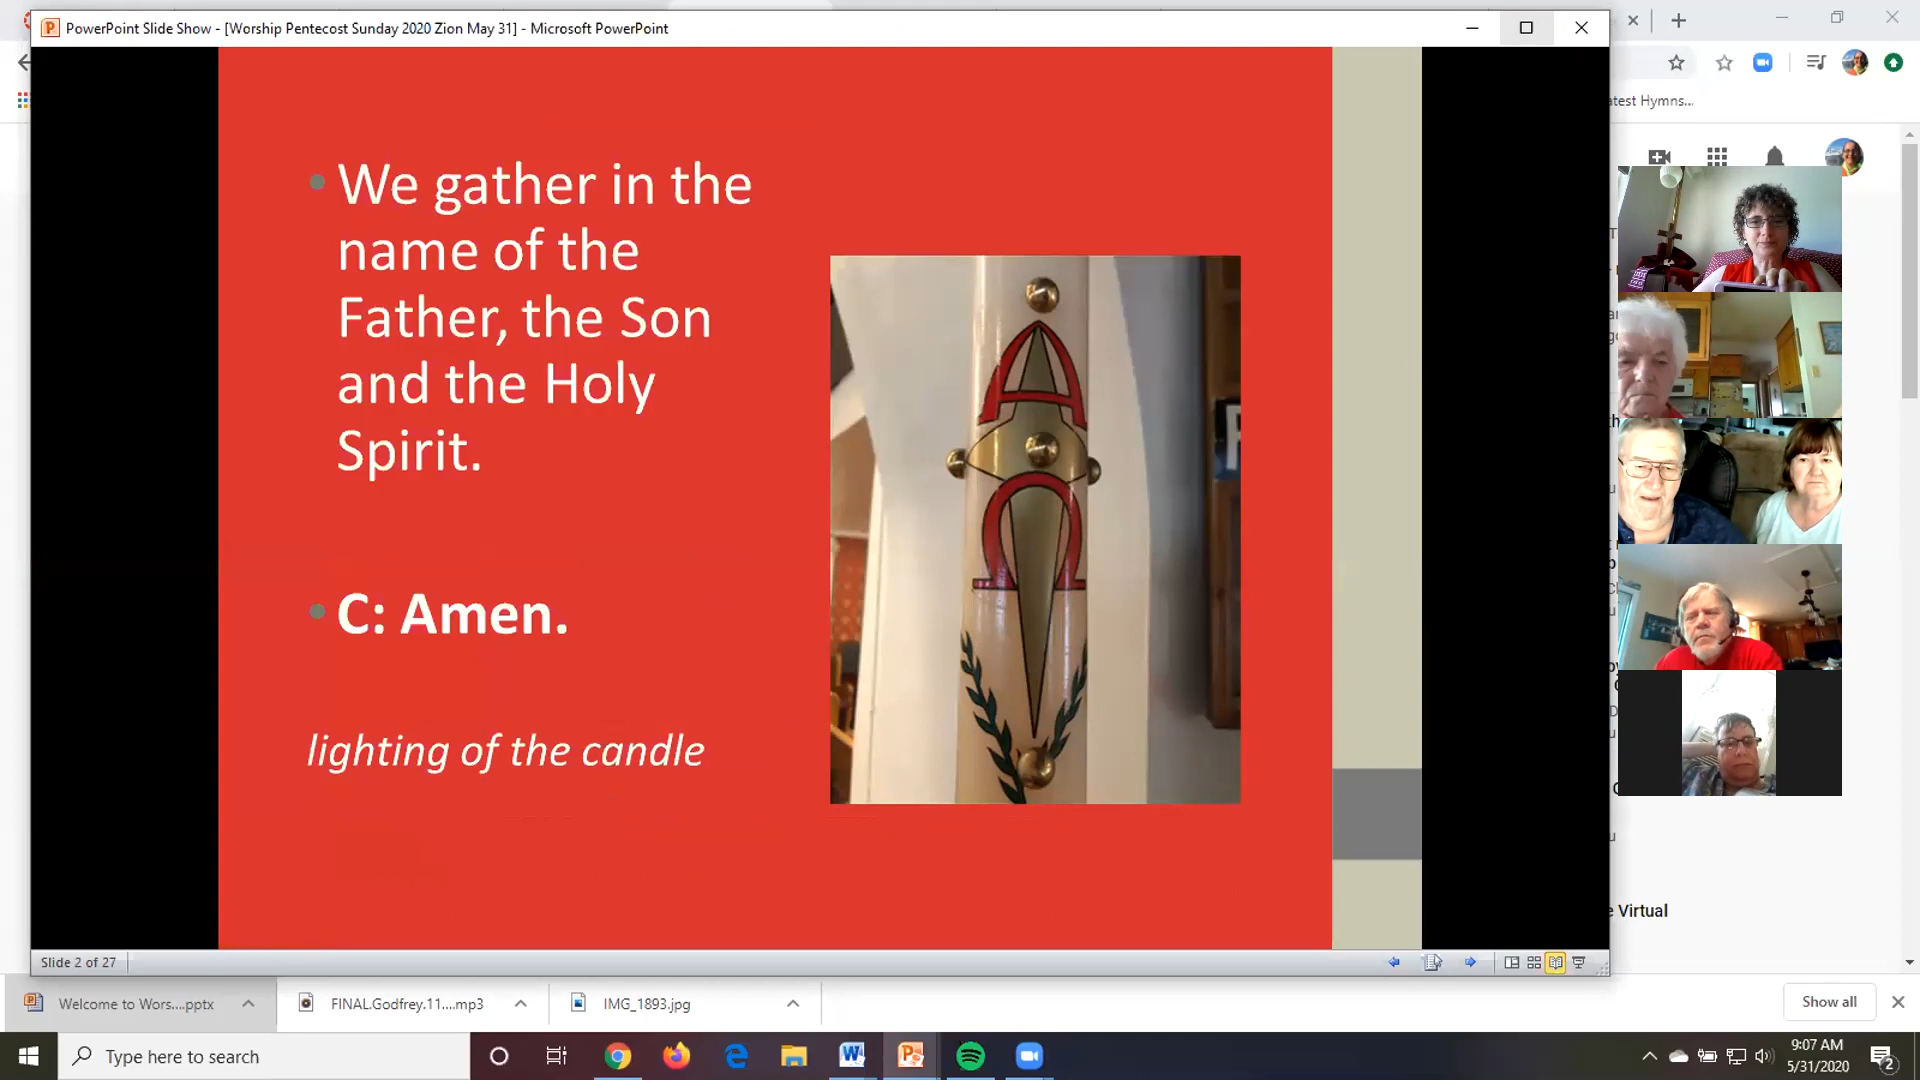 PowerPoint Slide Show - [Worship Pentecost Sunday 2020 Zion May 31] - Microsoft PowerPoint
atest Hymns...
We gather in the
name of the
Father, the Son
and the Holy
Spirit.
C: Amen.
lighting of the candle
Α
Ω
e Virtual
Slide 2 of 27
Welcome to Wors....pptx
FINAL.Godfrey.11....mp3
IMG_1893.jpg
Show all
Type here to search
9:07 AM
5/31/2020
2